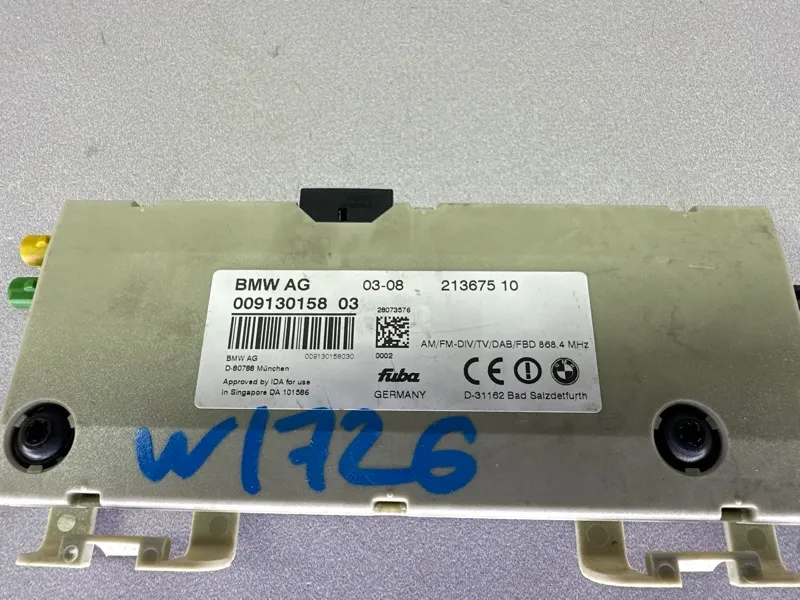 BMW AG 03-08 213675 10
009130158 03
28073576
AM/FM-DIV/TV/DAB/FBD 868,4 MHz
BMW AG 009130158030 0002
D-80788 München
fuba
Approved by IDA for use
in Singapore DA 101586
GERMANY D-31162 Bad Salzdetfurth
CE
W1726